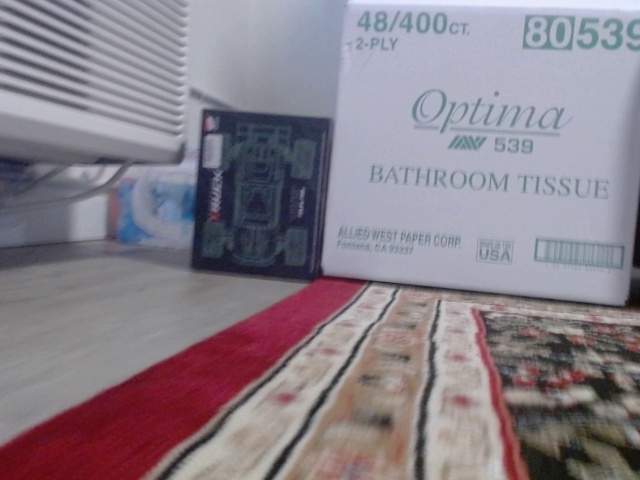 48/400CT.
2-PLY
80539
Optima
539
BATHROOM TISSUE
ALLIED WEST PAPER CORP.
Fontana, CA 92337
USA